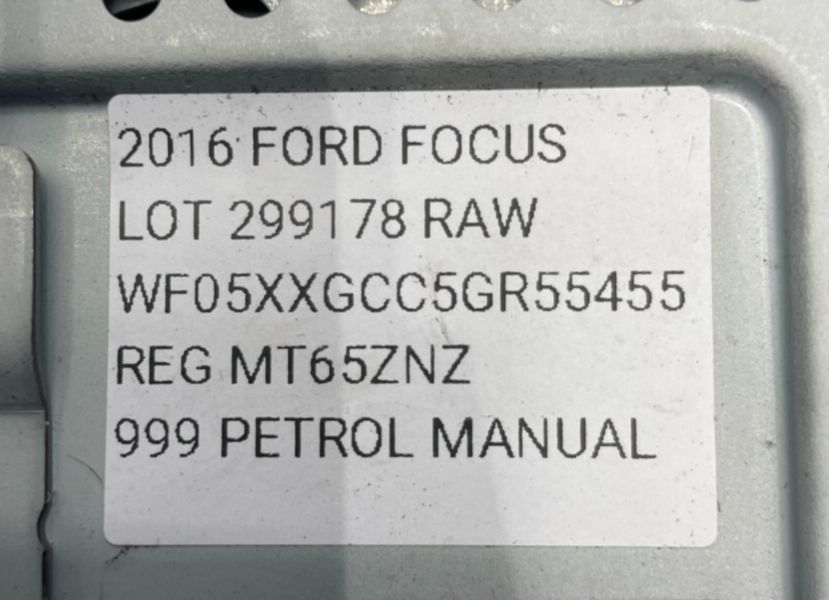 2016 FORD FOCUS
LOT 299178 RAW
WF05XXGCC5GR55455
REG MT65ZNZ
999 PETROL MANUAL